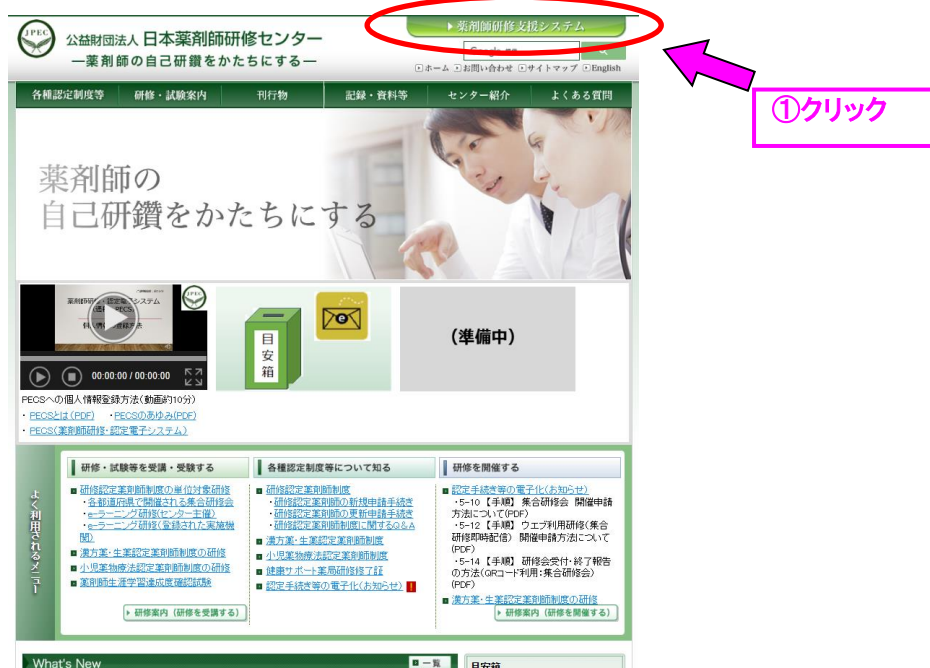 JPEC
公益財団法人 日本薬剤師研修センター
―薬剤師の自己研鑽をかたちにする―
薬剤師研修支援システム
ホーム お問い合わせ サイトマップ English
①クリック
各種認定制度等 研修・試験案内 刊行物 記録・資料等 センター紹介 よくある質問
薬剤師の
自己研鑽をかたちにする
JPEC
00:00:00 / 00:00:00
目安箱
e
(準備中)
PECSへの個人情報登録方法(動画約10分)
・PECSとは(PDF) ・PECSのあゆみ(PDF)
・PECS(薬剤師研修・認定電子システム)
よく利用されるメニュー
研修・試験等を受講・受験する
研修認定薬剤師制度の単位対象研修
・各都道府県で開催される集合研修会
・e-ラーニング研修(センター主催)
・e-ラーニング研修(登録された実施機
関)
漢方薬・生薬認定薬剤師制度の研修
小児薬物療法認定薬剤師制度の研修
薬剤師生涯学習達成度確認試験
研修案内(研修を受講する)
各種認定制度等について知る
研修認定薬剤師制度
・研修認定薬剤師の新規申請手続き
・研修認定薬剤師の更新申請手続き
・研修認定薬剤師制度に関するQ&A
漢方薬・生薬認定薬剤師制度
小児薬物療法認定薬剤師制度
健康サポート薬局研修修了証
認定手続き等の電子化(お知らせ)!
研修を開催する
認定手続き等の電子化(お知らせ)
・5-10 【手順】 集合研修会 開催申請
方法について(PDF)
・5-12 【手順】 ウェブ利用研修(集合
研修即時配信) 開催申請方法について
(PDF)
・5-14 【手順】 研修会受付・終了報告
の方法(QRコード利用:集合研修会)
(PDF)
漢方薬・生薬認定薬剤師制度の研修
研修案内(研修を開催する)
What's New
一覧
目安箱